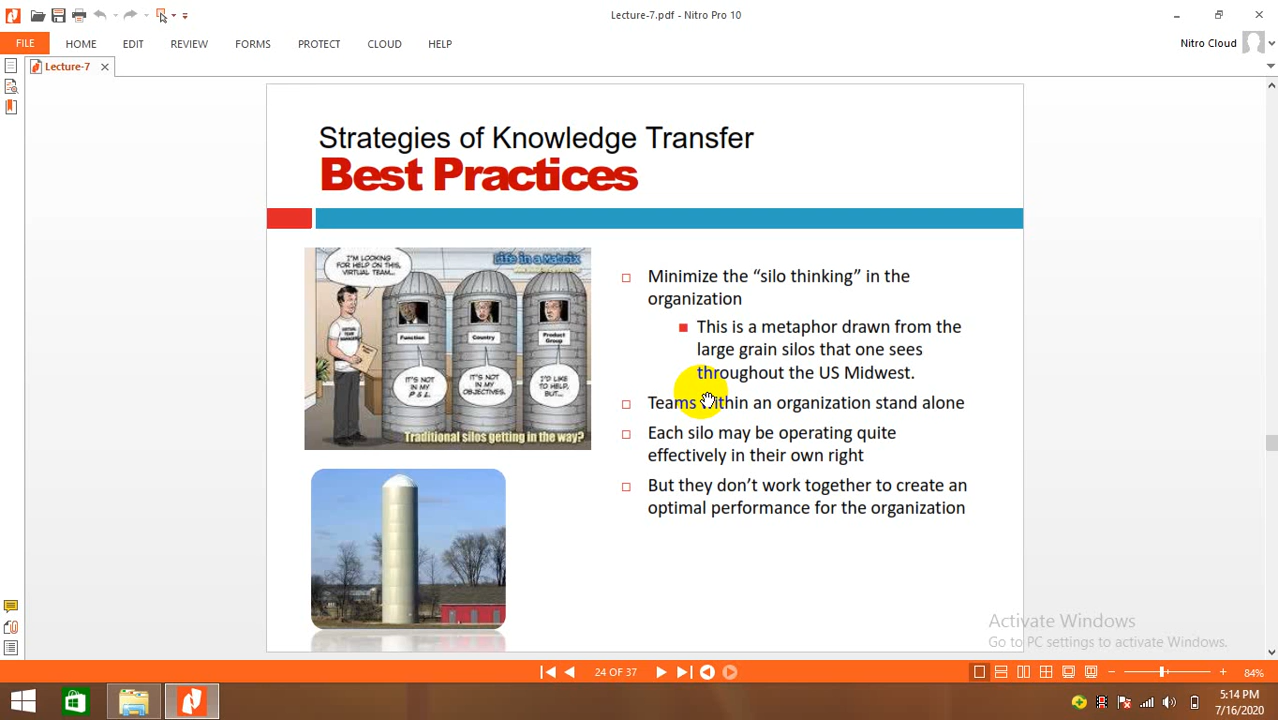 Lecture-7.pdf - Nitro Pro 10
FILE
HOME
EDIT
REVIEW
FORMS
PROTECT
CLOUD
HELP
Nitro Cloud
Lecture-7
Strategies of Knowledge Transfer
Best Practices
I'M LOOKING
FOR HELP ON THIS,
VIRTUAL TEAM...
Life in a Matrix
VIRTUAL
TEAM
MANAGER
Function
Country
Product
Group
IT'S NOT
IN MY
P & L.
IT'S NOT
IN MY
OBJECTIVES.
I'D LIKE
TO HELP,
BUT...
Traditional silos getting in the way?
Minimize the “silo thinking” in the
organization
This is a metaphor drawn from the
large grain silos that one sees
throughout the US Midwest.
Teams within an organization stand alone
Each silo may be operating quite
effectively in their own right
But they don’t work together to create an
optimal performance for the organization
Activate Windows
Go to PC settings to activate Windows.
24 OF 37
84%
5:14 PM
7/16/2020